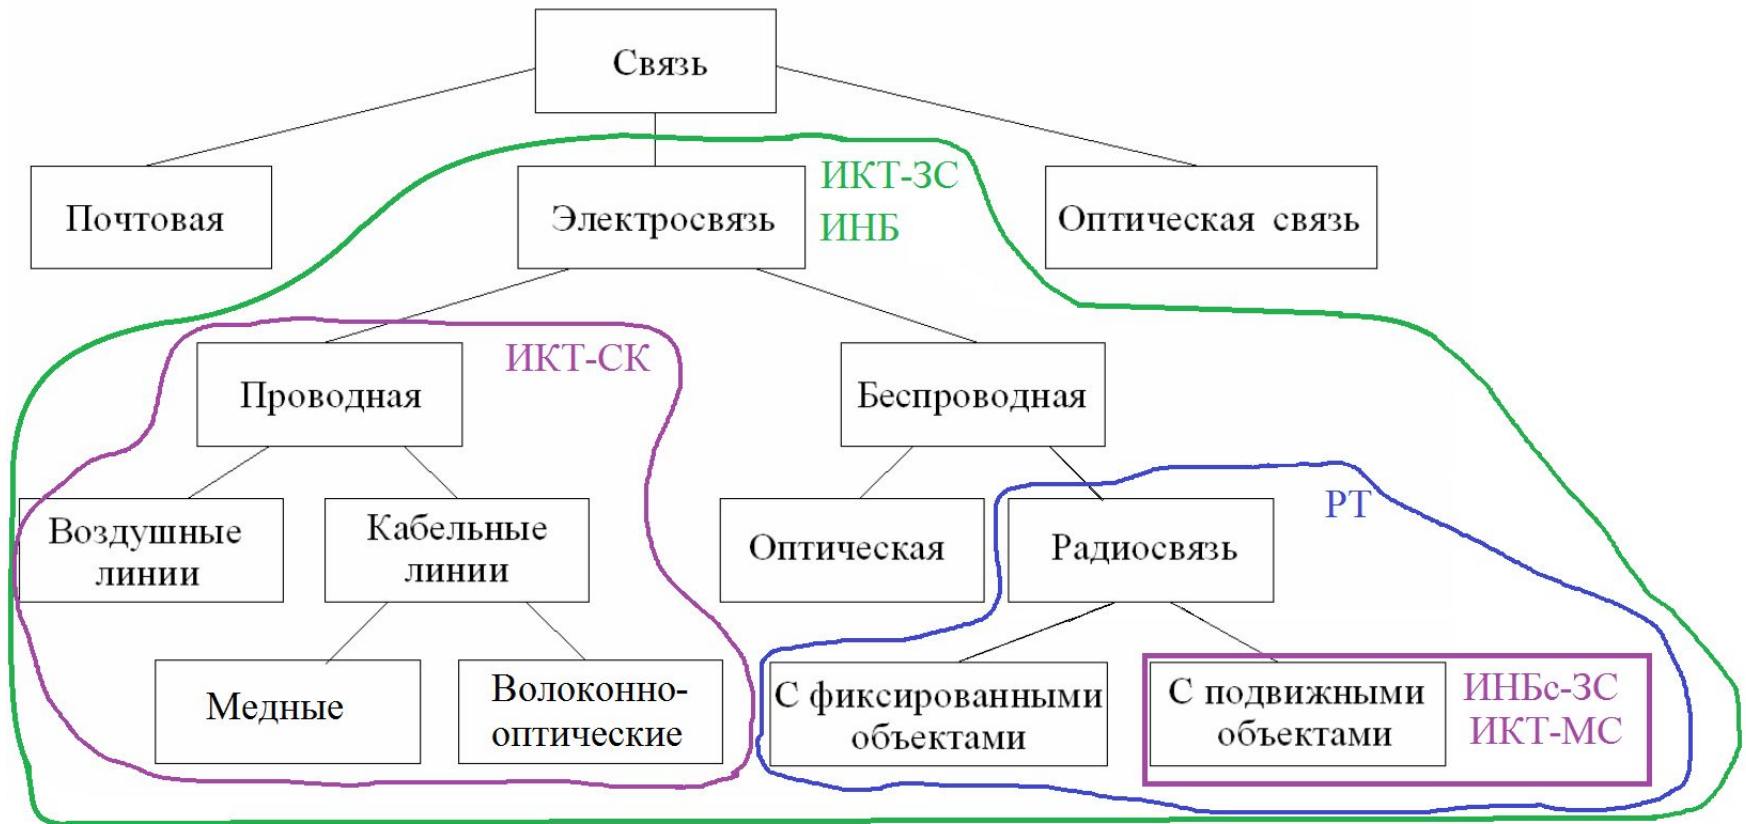 Связь
Почтовая
Электросвязь
ИКТ-ЗС
ИНБ
Оптическая связь
Проводная
ИКТ-СК
Беспроводная
Воздушные
линии
Кабельные
линии
Оптическая
Радиосвязь
РТ
Медные
Волоконно-
оптические
С фиксированными
объектами
С подвижными
объектами
ИНБс-ЗС
ИКТ-МС